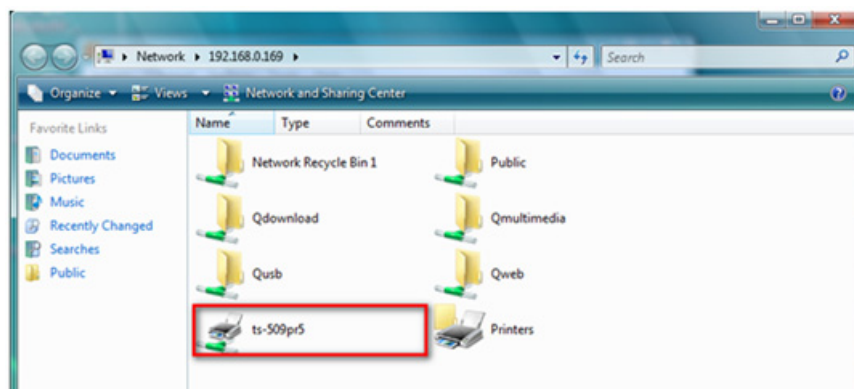 Network 192.168.0.169 Search
Organize Views Network and Sharing Center
Favorite Links
Documents
Pictures
Music
Recently Changed
Searches
Public
Name Type Comments
Network Recycle Bin 1 Public
Qdownload Qmultimedia
Qusb Qweb
ts-509pr5 Printers